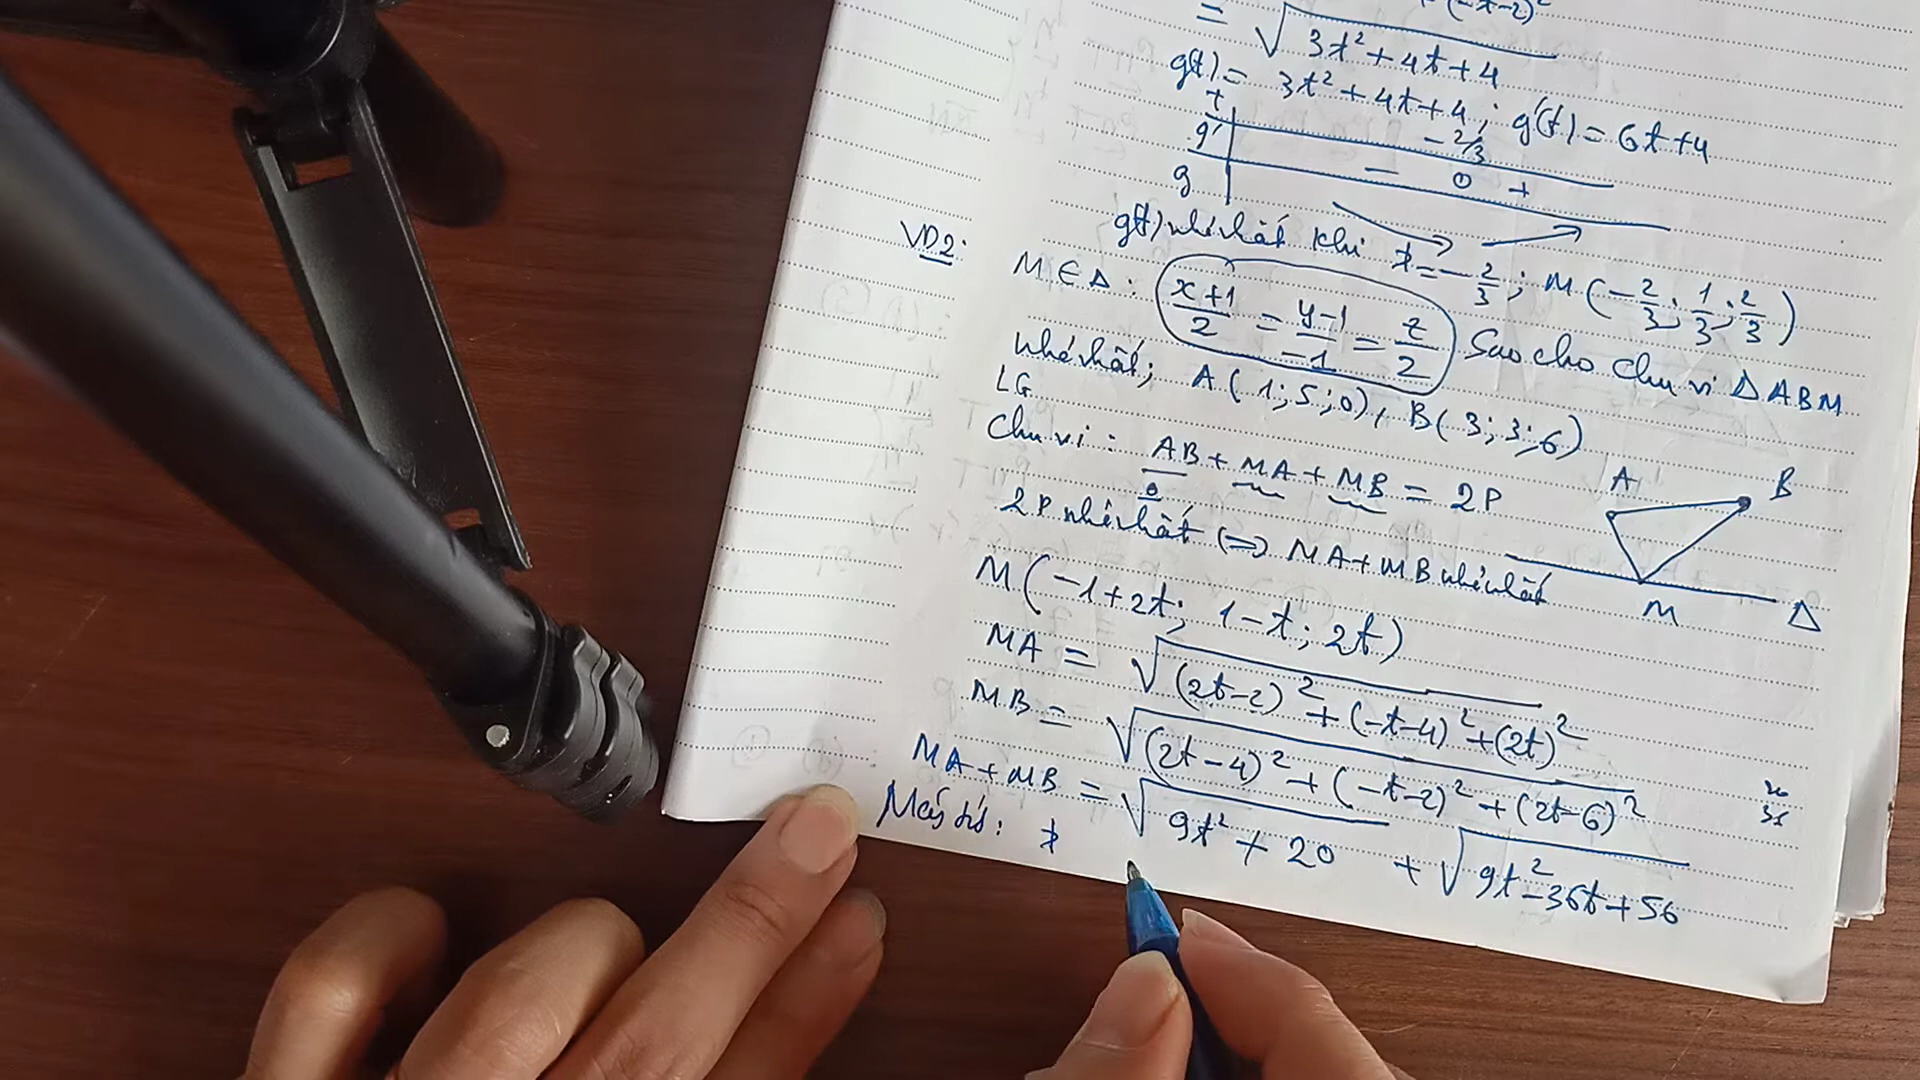 (-t-2)²
= √(3t² + 4t + 4)
g(t) = 3t² + 4t + 4 ; g'(t) = 6t + 4
t -2/3
g' - 0 +
g
g(t) nhỏ nhất khi t = -2/3 ; M(-2/3 ; 1/3 ; 2/3)
VD2:
M ∈ Δ : (x+1)/2 = (y-1)/-1 = z/2 Sao cho chu vi Δ ABM
nhỏ nhất; A(1;5;0), B(3;3;6)
LG
Chu vi : AB + MA + MB = 2P
2P nhỏ nhất ⇔ MA + MB nhỏ nhất
A B
M Δ
M(-1+2t; 1-t; 2t)
MA = √((2t-2)² + (-t-4)² + (2t)²)
MB = √((2t-4)² + (-t-2)² + (2t-6)²)
MA + MB = √(9t² + 20) + √(9t² - 36t + 56)
Máy tính: t